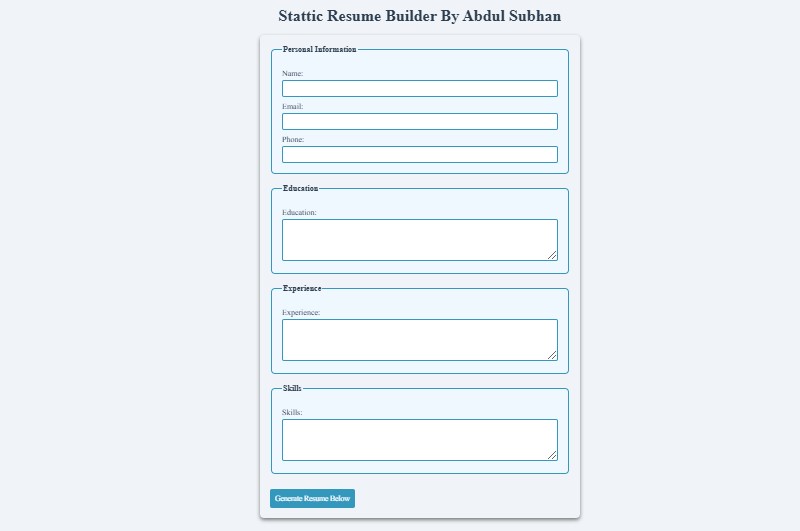 Stattic Resume Builder By Abdul Subhan
Personal Information
Name:
Email:
Phone:
Education
Education:
Experience
Experience:
Skills
Skills:
Generate Resume Below